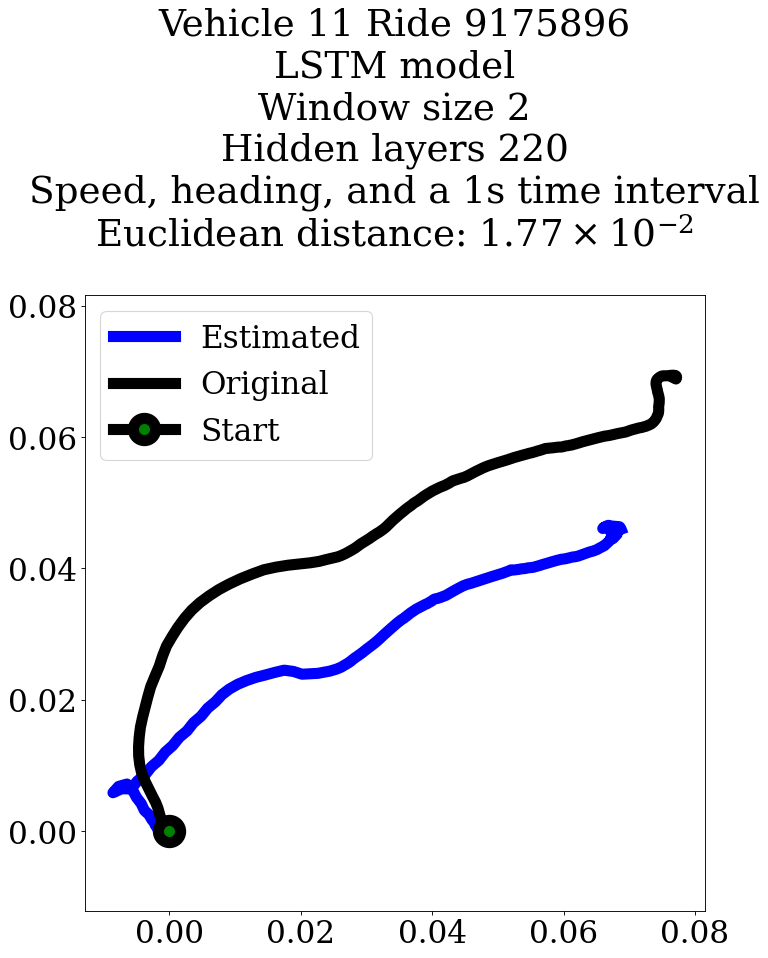 Vehicle 11 Ride 9175896
LSTM model
Window size 2
Hidden layers 220
Speed, heading, and a 1s time interval
Euclidean distance: 1.77 × 10⁻²
0.08
0.06
0.04
0.02
0.00
Estimated
Original
Start
0.00 0.02 0.04 0.06 0.08